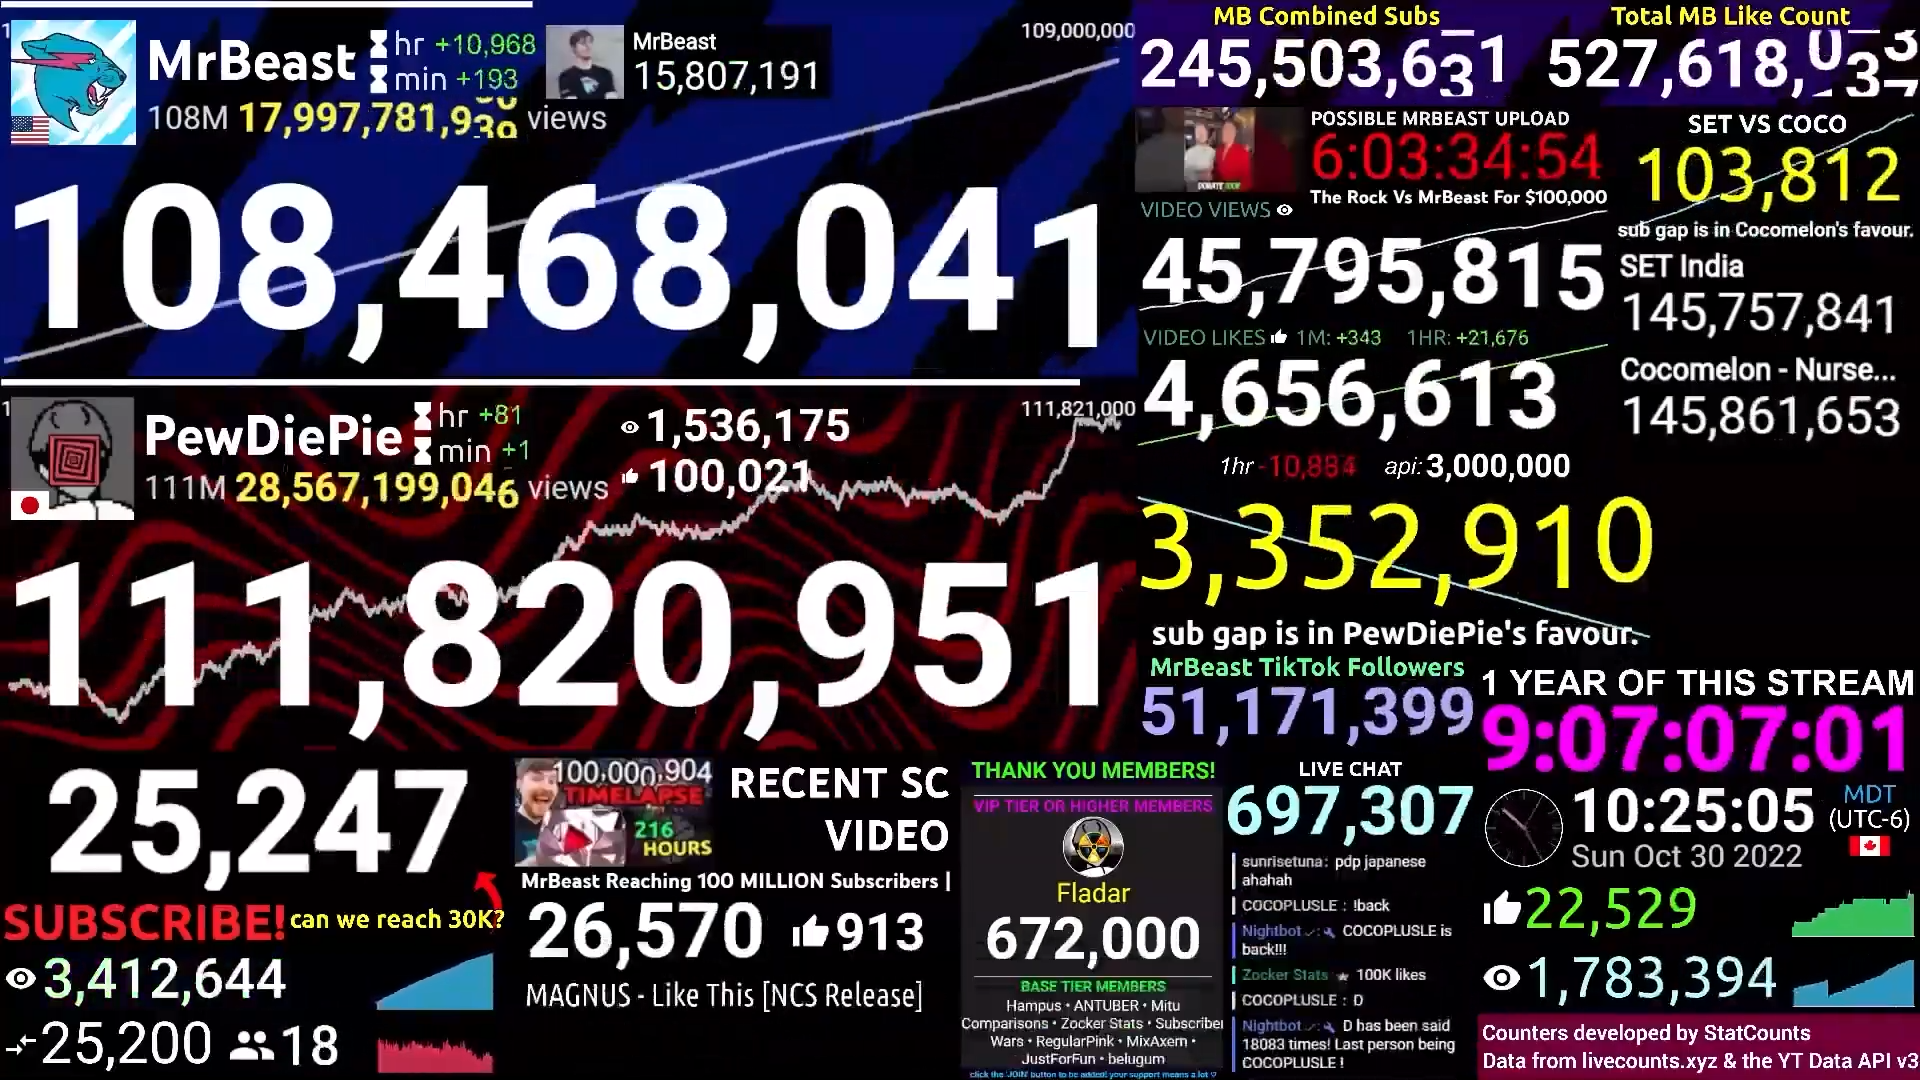 MrBeast
hr +10,968
min +193
MrBeast
15,807,191
109,000,000
108M 17,997,781,9 views
108,468,041
PewDiePie
hr +81
min +1
1,536,175
100,021
111,821,000
111M 28,567,199,046 views
111,820,951
MB Combined Subs
245,503,631
Total MB Like Count
527,618,
POSSIBLE MRBEAST UPLOAD
6:03:34:54
The Rock Vs MrBeast For $100,000
SET VS COCO
103,812
sub gap is in Cocomelon's favour.
SET India
145,757,841
Cocomelon - Nurse...
145,861,653
VIDEO VIEWS
45,795,815
VIDEO LIKES 1M: +343 1HR: +21,676
4,656,613
1hr -10,884 api: 3,000,000
3,352,910
sub gap is in PewDiePie's favour.
MrBeast TikTok Followers
51,171,399
1 YEAR OF THIS STREAM
9:07:07:01
25,247
SUBSCRIBE! can we reach 30K?
3,412,644
25,200 18
100,000,904
TIMELAPSE
216
HOURS
RECENT SC
VIDEO
MrBeast Reaching 100 MILLION Subscribers |
26,570 913
MAGNUS - Like This [NCS Release]
THANK YOU MEMBERS!
VIP TIER OR HIGHER MEMBERS
Fladar
672,000
BASE TIER MEMBERS
Hampus • ANTUBER • Mitu
Comparisons • Zocker Stats • Subscriber
Wars • RegularPink • MixAxem •
JustForFun • belugum
click the 'JOIN' button to be added! your support means a lot ♡
LIVE CHAT
697,307
sunrisetuna: pdp japanese
ahahah
COCOPLUSLE : !back
Nightbot : COCOPLUSLE is
back!!!
Zocker Stats ★ 100K likes
COCOPLUSLE : D
Nightbot : D has been said
18083 times! Last person being
COCOPLUSLE !
10:25:05
MDT
(UTC-6)
Sun Oct 30 2022
22,529
1,783,394
Counters developed by StatCounts
Data from livecounts.xyz & the YT Data API v3